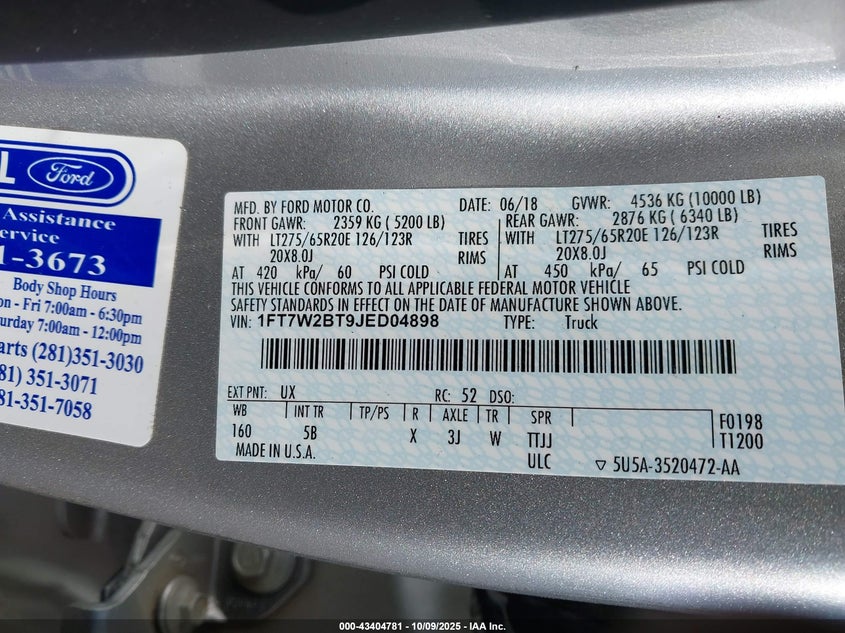 L Ford
Assistance
ervice
1-3673
Body Shop Hours
on - Fri 7:00am - 6:30pm
turday 7:00am - 12:00pm
arts (281)351-3030
81) 351-3071
81-351-7058
MFD. BY FORD MOTOR CO. DATE: 06/18 GVWR: 4536 KG (10000 LB)
FRONT GAWR: 2359 KG ( 5200 LB) REAR GAWR: 2876 KG ( 6340 LB)
WITH LT275/65R20E 126/123R TIRES WITH LT275/65R20E 126/123R TIRES
20X8.0J RIMS 20X8.0J RIMS
AT 420 kPa/ 60 PSI COLD AT 450 kPa/ 65 PSI COLD
THIS VEHICLE CONFORMS TO ALL APPLICABLE FEDERAL MOTOR VEHICLE
SAFETY STANDARDS IN EFFECT ON THE DATE OF MANUFACTURE SHOWN ABOVE.
VIN: 1FT7W2BT9JED04898 TYPE: Truck
EXT PNT: UX RC: 52 DSO:
WB INT TR TP/PS R AXLE TR SPR F0198
160 5B X 3J W TTJJ T1200
MADE IN U.S.A. ULC ▽ 5U5A-3520472-AA
000-43404781 - 10/09/2025 - IAA Inc.